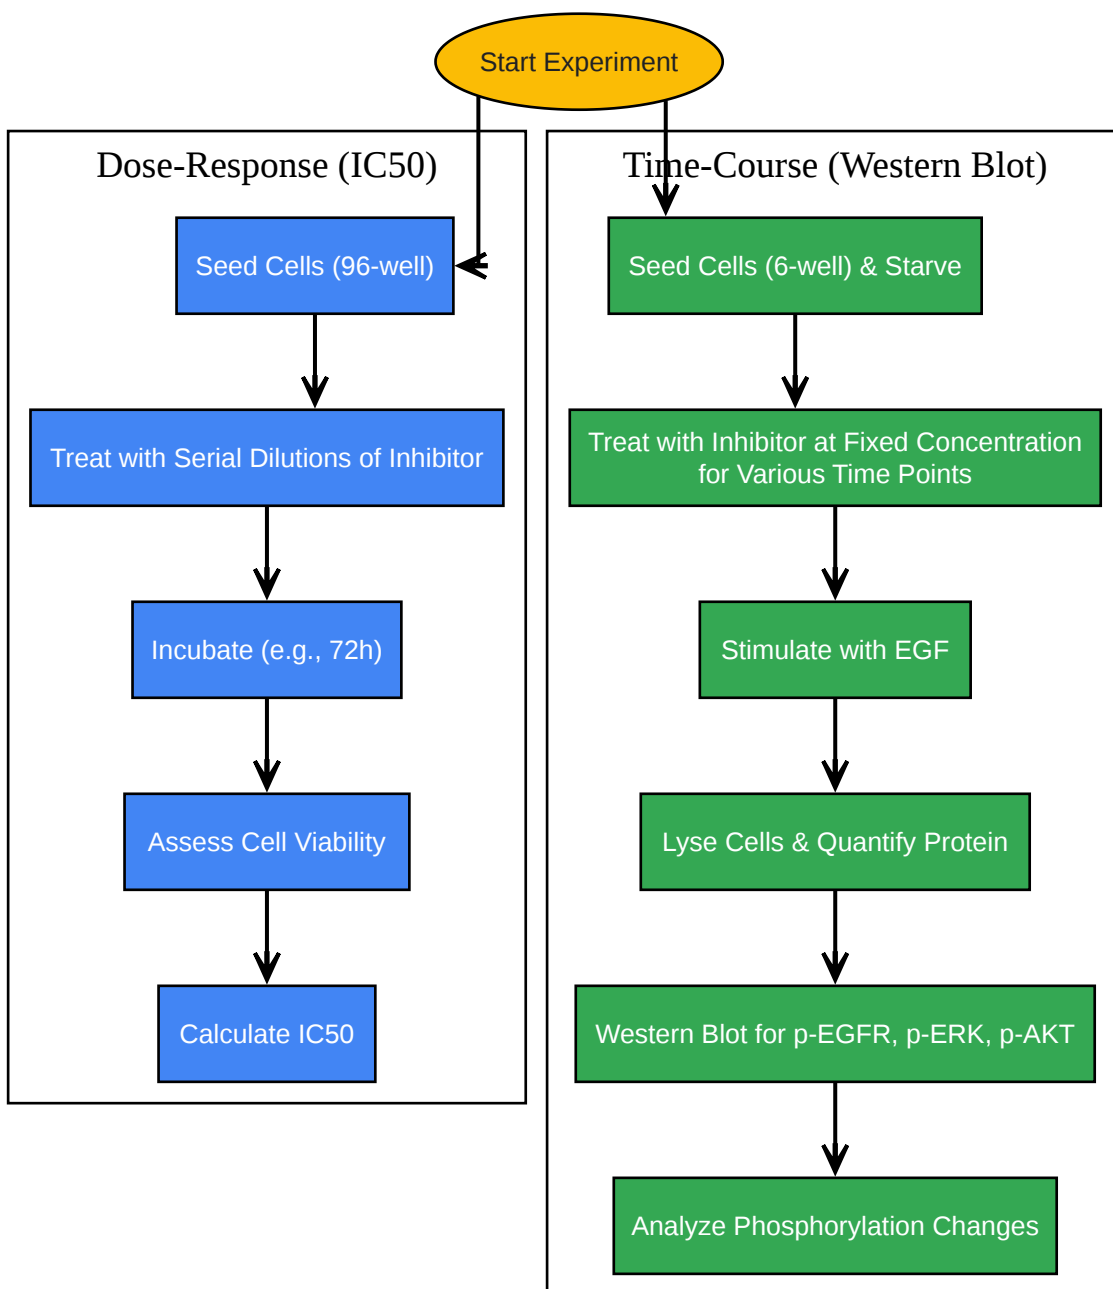 Start Experiment
Dose-Response (IC50)
Seed Cells (96-well)
Treat with Serial Dilutions of Inhibitor
Incubate (e.g., 72h)
Assess Cell Viability
Calculate IC50
Time-Course (Western Blot)
Seed Cells (6-well) & Starve
Treat with Inhibitor at Fixed Concentration
for Various Time Points
Stimulate with EGF
Lyse Cells & Quantify Protein
Western Blot for p-EGFR, p-ERK, p-AKT
Analyze Phosphorylation Changes